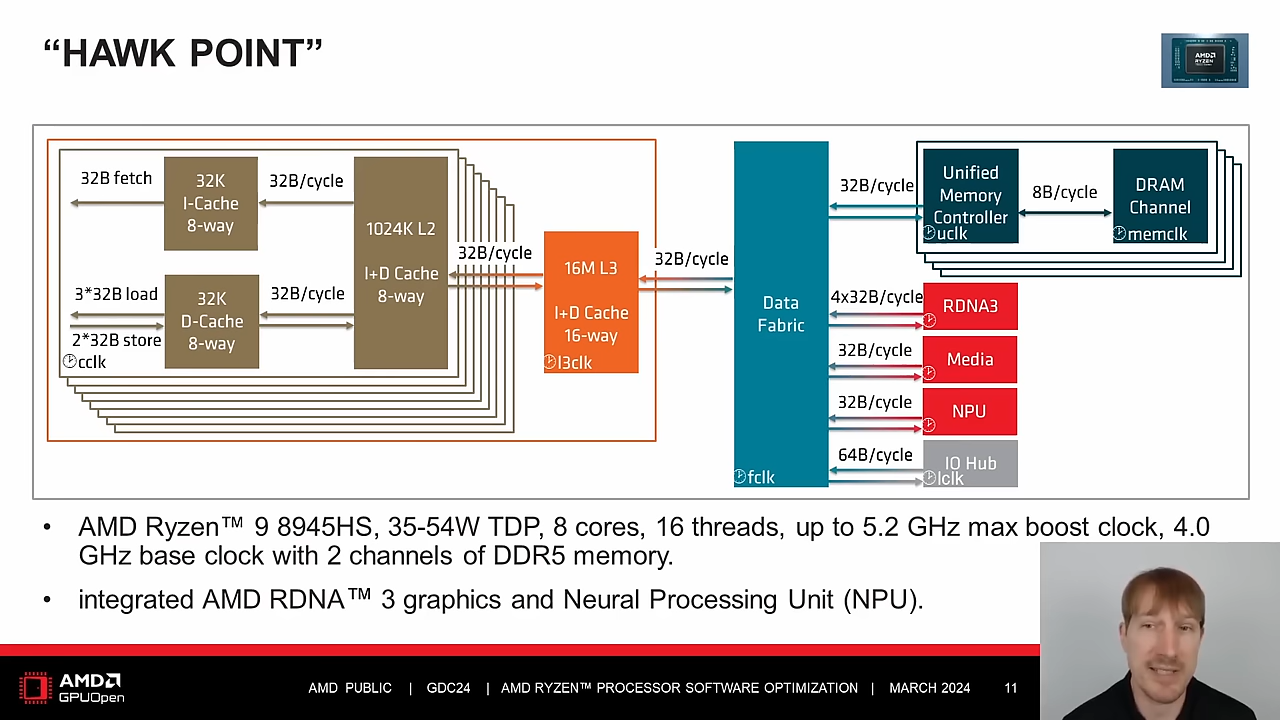 “HAWK POINT”
AMD
RYZEN
32B fetch
32K
I-Cache
8-way
32B/cycle
3*32B load
2*32B store
32K
D-Cache
8-way
32B/cycle
cclk
1024K L2
I+D Cache
8-way
32B/cycle
16M L3
I+D Cache
16-way
l3clk
32B/cycle
Data
Fabric
fclk
32B/cycle
Unified
Memory
Controller
uclk
8B/cycle
DRAM
Channel
memclk
4x32B/cycle
RDNA3
32B/cycle
Media
32B/cycle
NPU
64B/cycle
IO Hub
lclk
• AMD Ryzen™ 9 8945HS, 35-54W TDP, 8 cores, 16 threads, up to 5.2 GHz max boost clock, 4.0
GHz base clock with 2 channels of DDR5 memory.
• integrated AMD RDNA™ 3 graphics and Neural Processing Unit (NPU).
AMD
GPUOpen
AMD PUBLIC | GDC24 | AMD RYZEN™ PROCESSOR SOFTWARE OPTIMIZATION | MARCH 2024 11